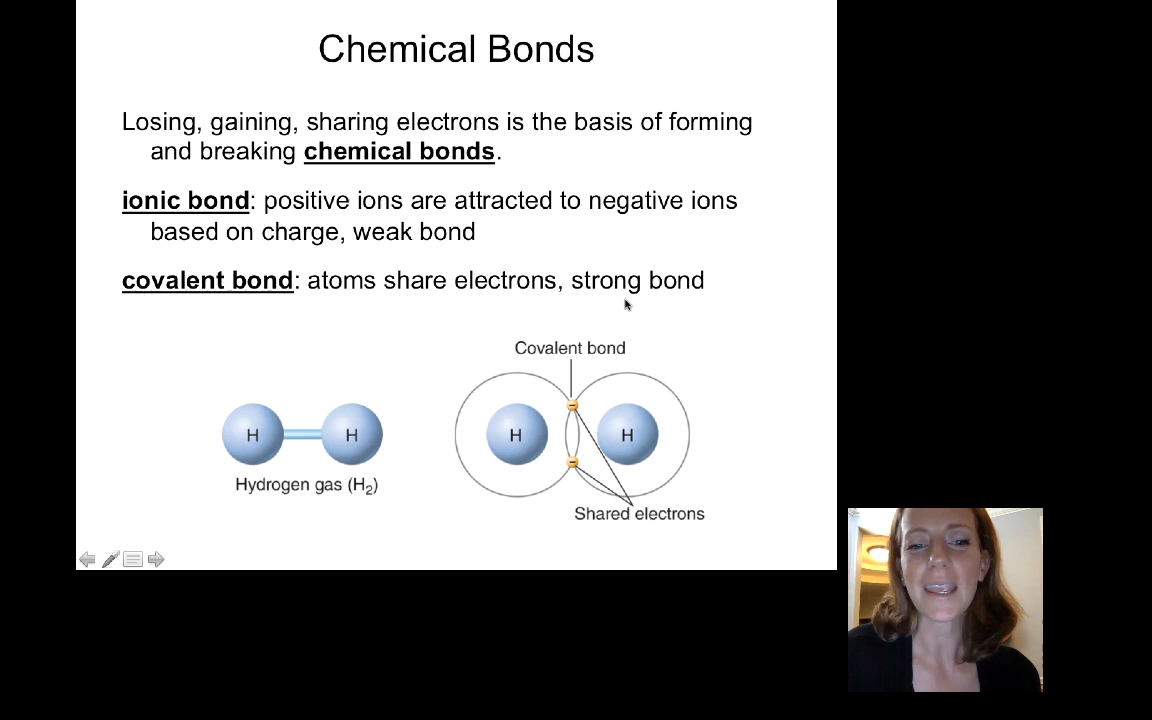 Chemical Bonds
Losing, gaining, sharing electrons is the basis of forming
and breaking chemical bonds.
ionic bond: positive ions are attracted to negative ions
based on charge, weak bond
covalent bond: atoms share electrons, strong bond
Covalent bond
H H
H H
Hydrogen gas (H₂)
Shared electrons